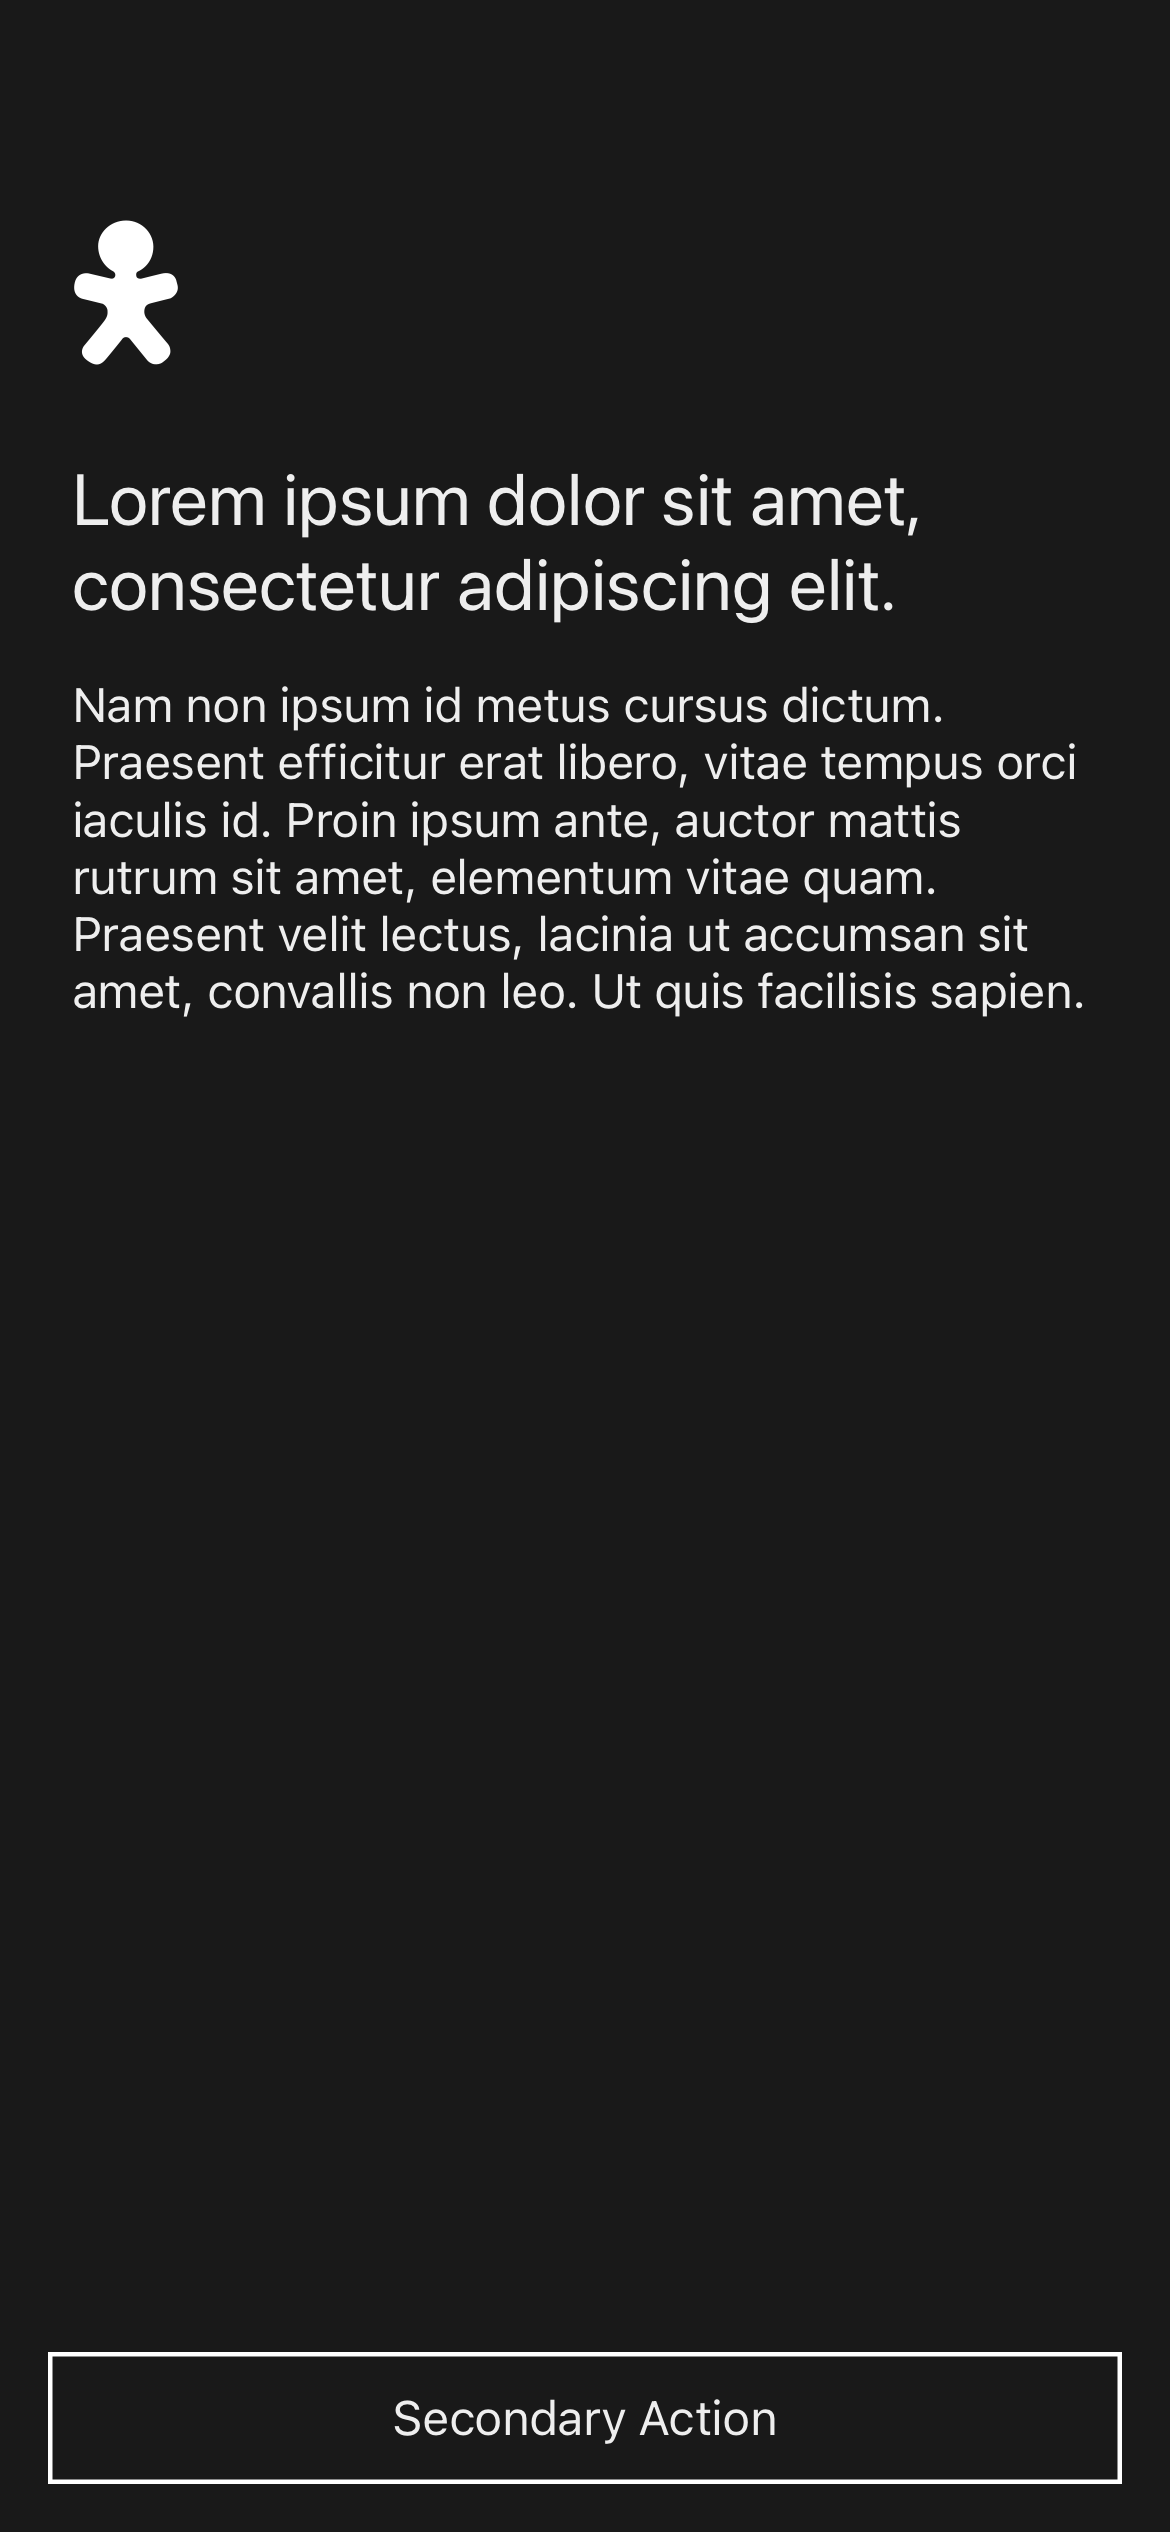 Lorem ipsum dolor sit amet,
consectetur adipiscing elit.
Nam non ipsum id metus cursus dictum.
Praesent efficitur erat libero, vitae tempus orci
iaculis id. Proin ipsum ante, auctor mattis
rutrum sit amet, elementum vitae quam.
Praesent velit lectus, lacinia ut accumsan sit
amet, convallis non leo. Ut quis facilisis sapien.
Secondary Action